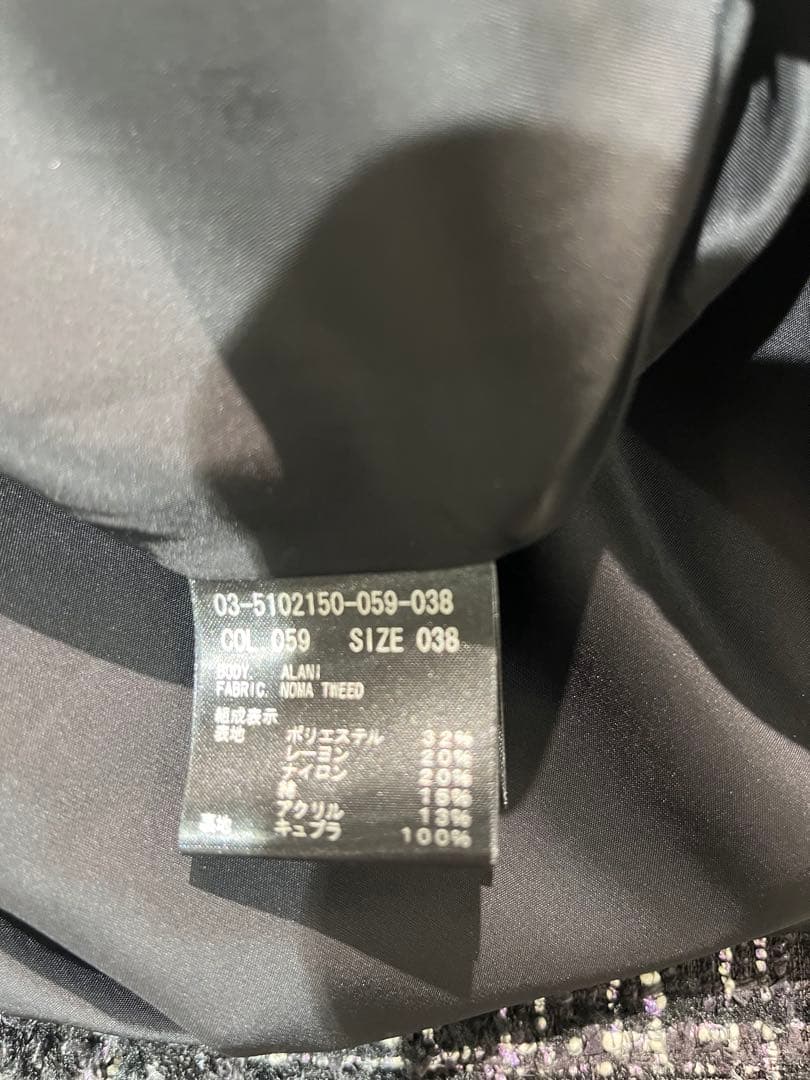 03-5102150-059-038
COL.059 SIZE 038
BODY. ALANI
FABRIC. NOMA TWEED
組成表示
表地 ポリエステル 32%
レーヨン 20%
ナイロン 20%
綿 15%
アクリル 13%
裏地 キュプラ 100%